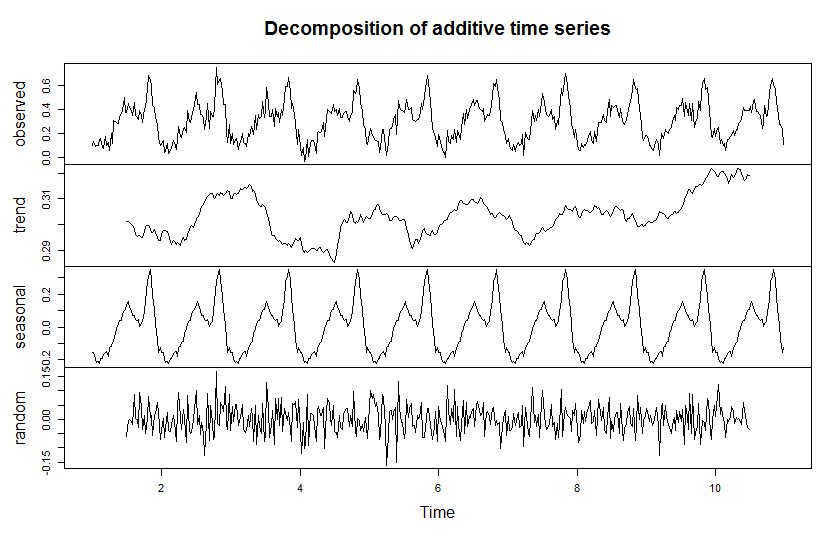 Decomposition of additive time series
observed
0.0 0.2 0.4 0.6
trend
0.29 0.31
seasonal
-0.2 0.0 0.2
random
-0.15 0.00 0.15
2 4 6 8 10
Time